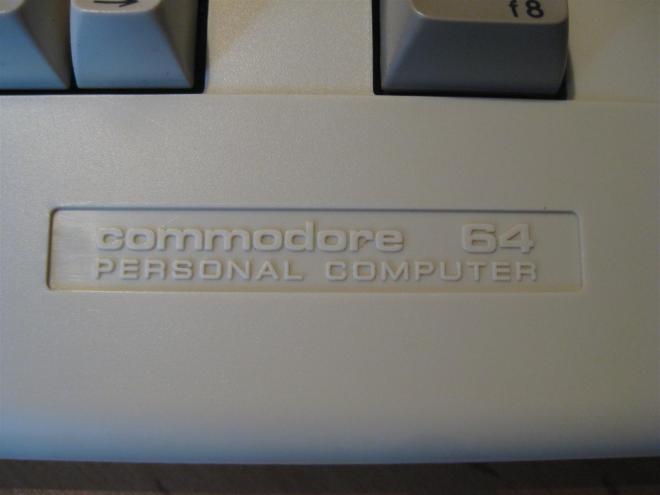 →
f8
commodore 64
PERSONAL COMPUTER